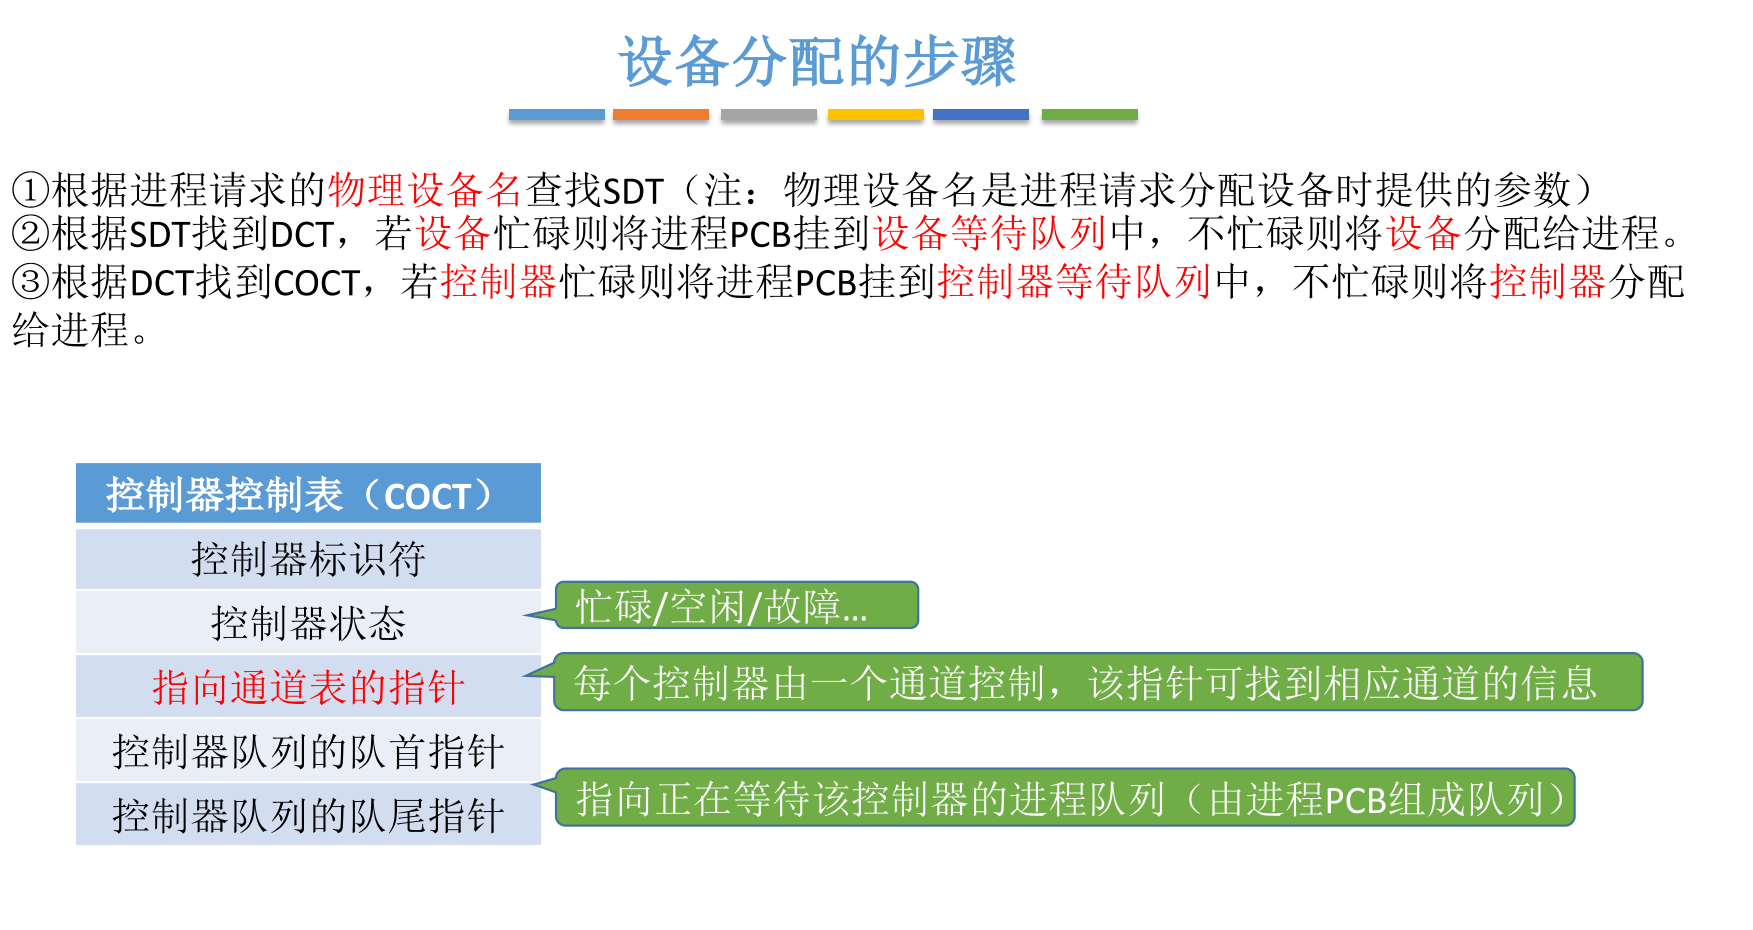 设备分配的步骤
①根据进程请求的物理设备名查找SDT（注：物理设备名是进程请求分配设备时提供的参数）
②根据SDT找到DCT，若设备忙碌则将进程PCB挂到设备等待队列中，不忙碌则将设备分配给进程。
③根据DCT找到COCT，若控制器忙碌则将进程PCB挂到控制器等待队列中，不忙碌则将控制器分配
给进程。
控制器控制表（COCT）
控制器标识符
控制器状态
忙碌/空闲/故障...
指向通道表的指针
每个控制器由一个通道控制，该指针可找到相应通道的信息
控制器队列的队首指针
控制器队列的队尾指针
指向正在等待该控制器的进程队列（由进程PCB组成队列）